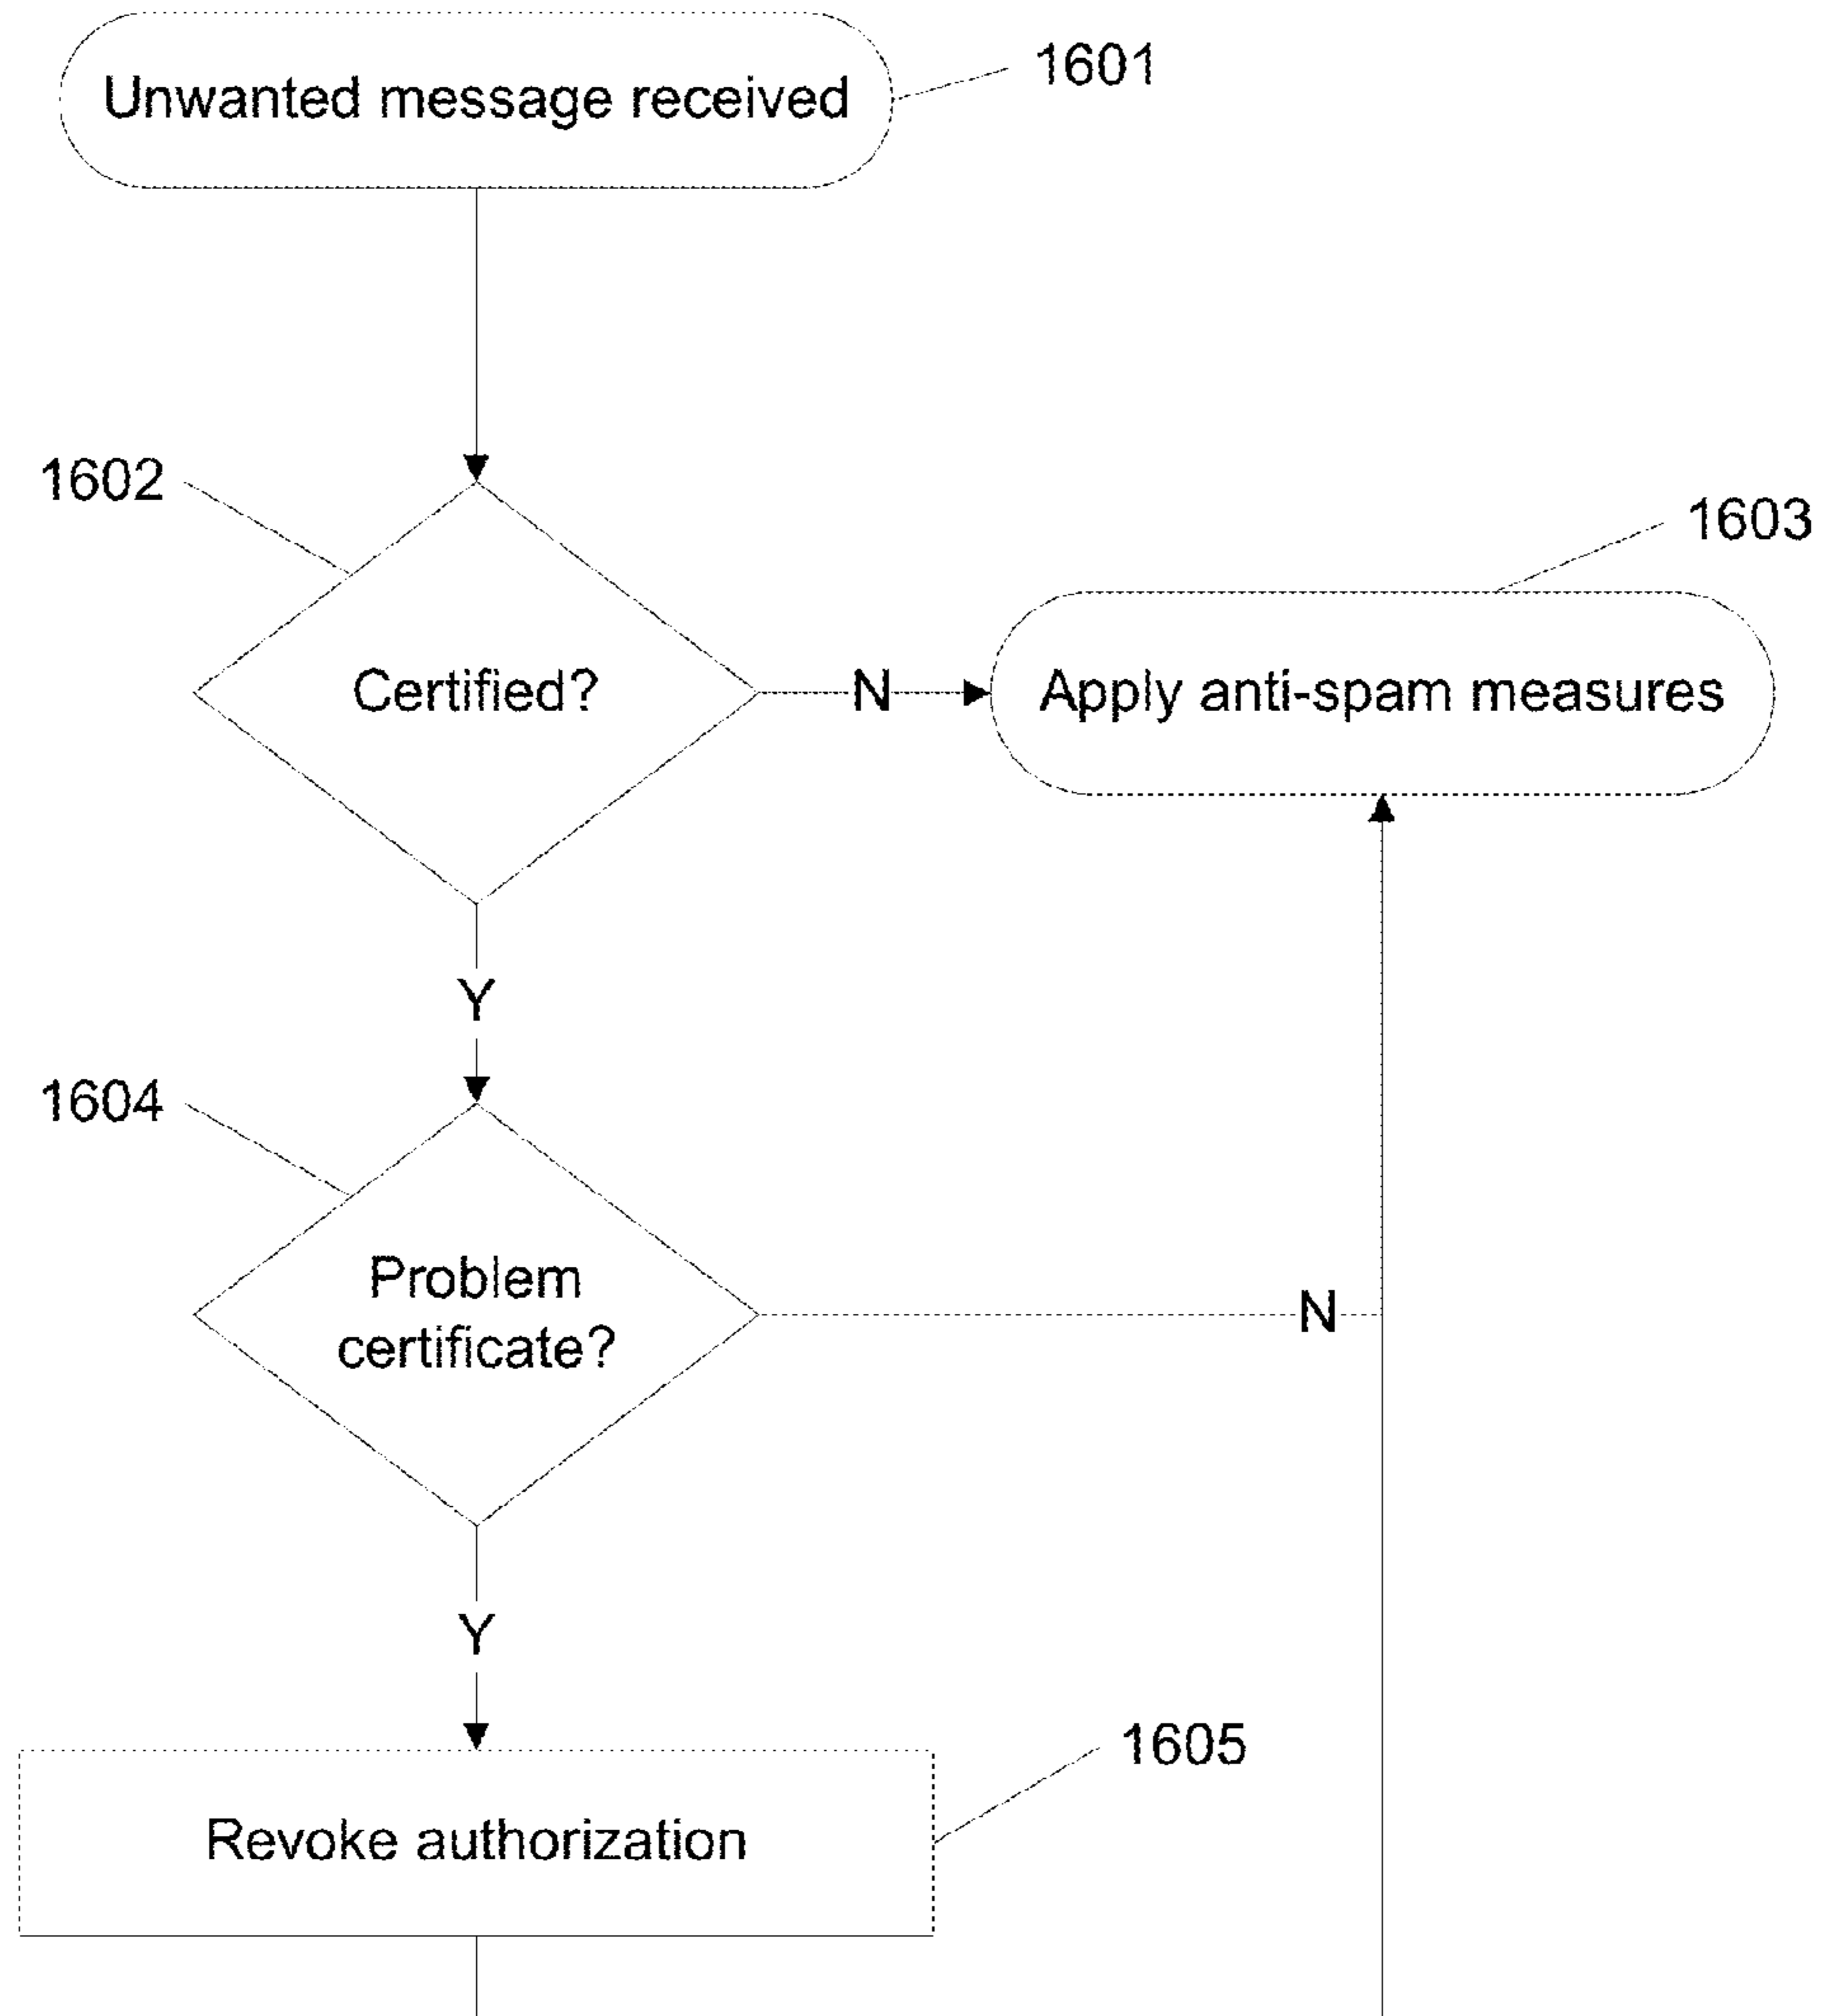 Unwanted message received
1601
1602
1603
Certified?
N
Apply anti-spam measures
Y
1604
Problem
certificate?
N
Y
1605
Revoke authorization